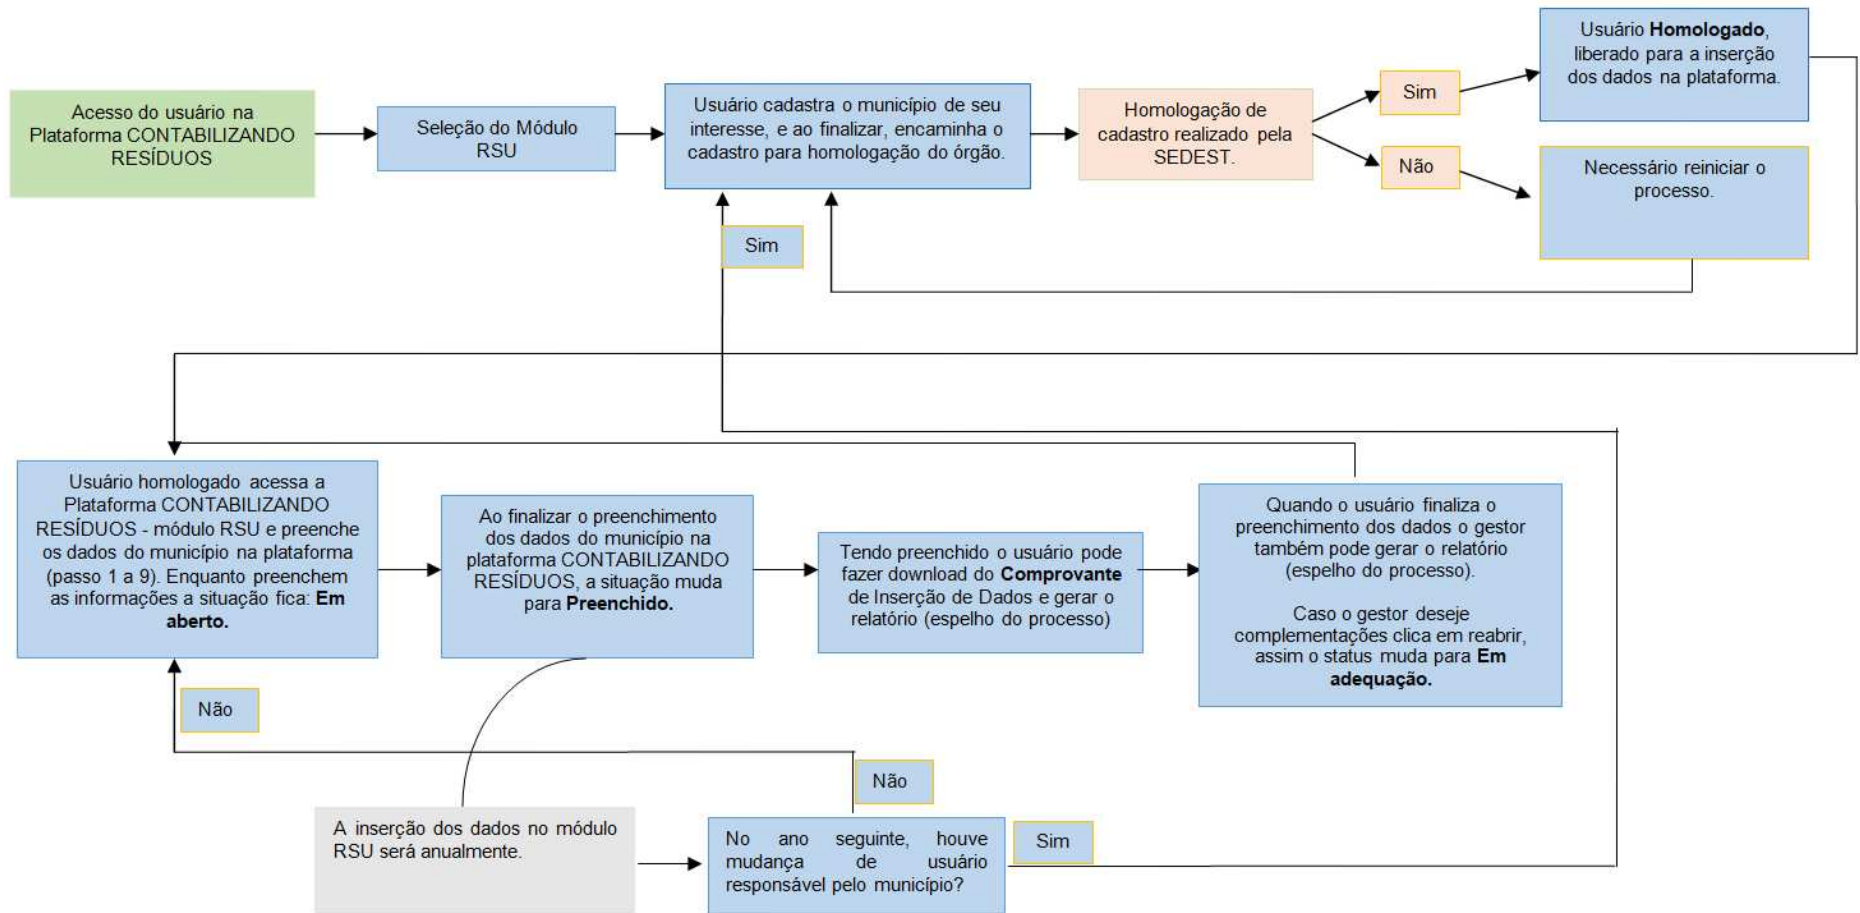 Acesso do usuário na
Plataforma CONTABILIZANDO
RESÍDUOS
Seleção do Módulo
RSU
Usuário cadastra o município de seu
interesse, e ao finalizar, encaminha o
cadastro para homologação do órgão.
Homologação de
cadastro realizado pela
SEDEST.
Sim
Não
Usuário Homologado,
liberado para a inserção
dos dados na plataforma.
Necessário reiniciar o
processo.
Sim
Usuário homologado acessa a
Plataforma CONTABILIZANDO
RESÍDUOS - módulo RSU e preenche
os dados do município na plataforma
(passo 1 a 9). Enquanto preenchem
as informações a situação fica: Em
aberto.
Ao finalizar o preenchimento
dos dados do município na
plataforma CONTABILIZANDO
RESÍDUOS, a situação muda
para Preenchido.
Tendo preenchido o usuário pode
fazer download do Comprovante
de Inserção de Dados e gerar o
relatório (espelho do processo)
Quando o usuário finaliza o
preenchimento dos dados o gestor
também pode gerar o relatório
(espelho do processo).
Caso o gestor deseje
complementações clica em reabrir,
assim o status muda para Em
adequação.
Não
Não
A inserção dos dados no módulo
RSU será anualmente.
No ano seguinte, houve
mudança de usuário
responsável pelo município?
Sim